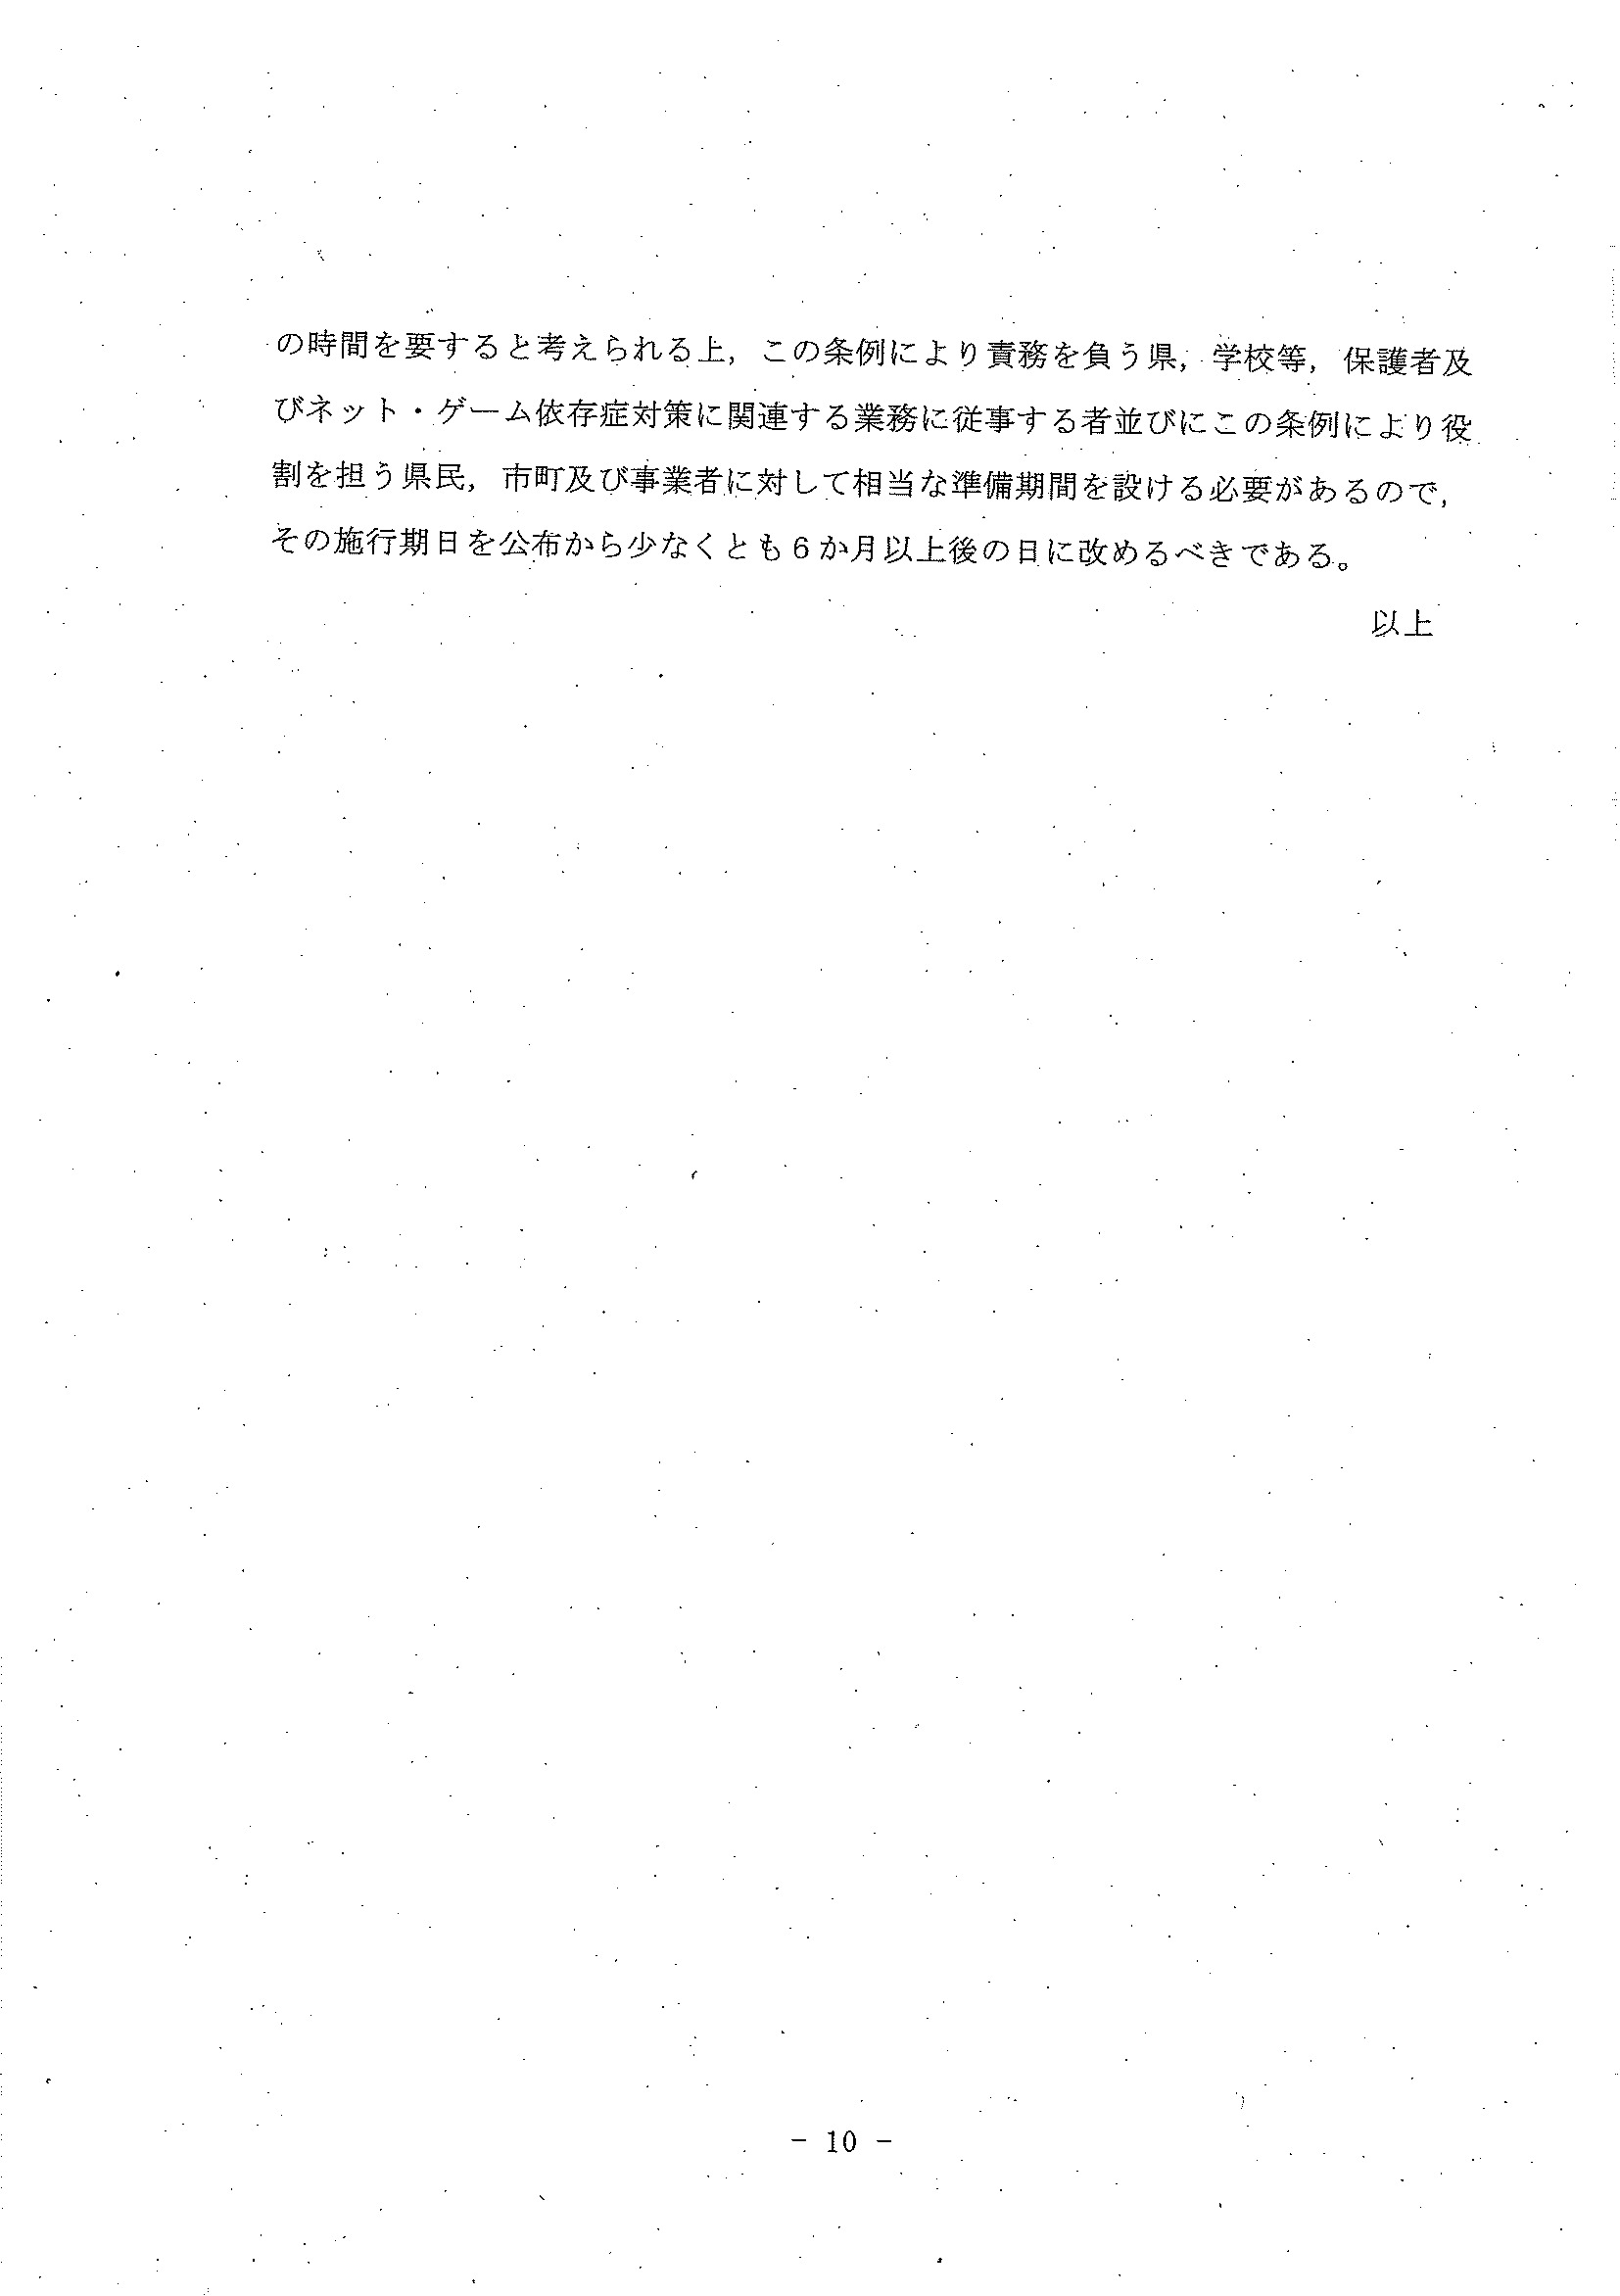 の時間を要すると考えられる上，この条例により責務を負う県，学校等，保護者及
びネット・ゲーム依存症対策に関連する業務に従事する者並びにこの条例により役
割を担う県民，市町及び事業者に対して相当な準備期間を設ける必要があるので，
その施行期日を公布から少なくとも６か月以上後の日に改めるべきである。
以上
- 10 -